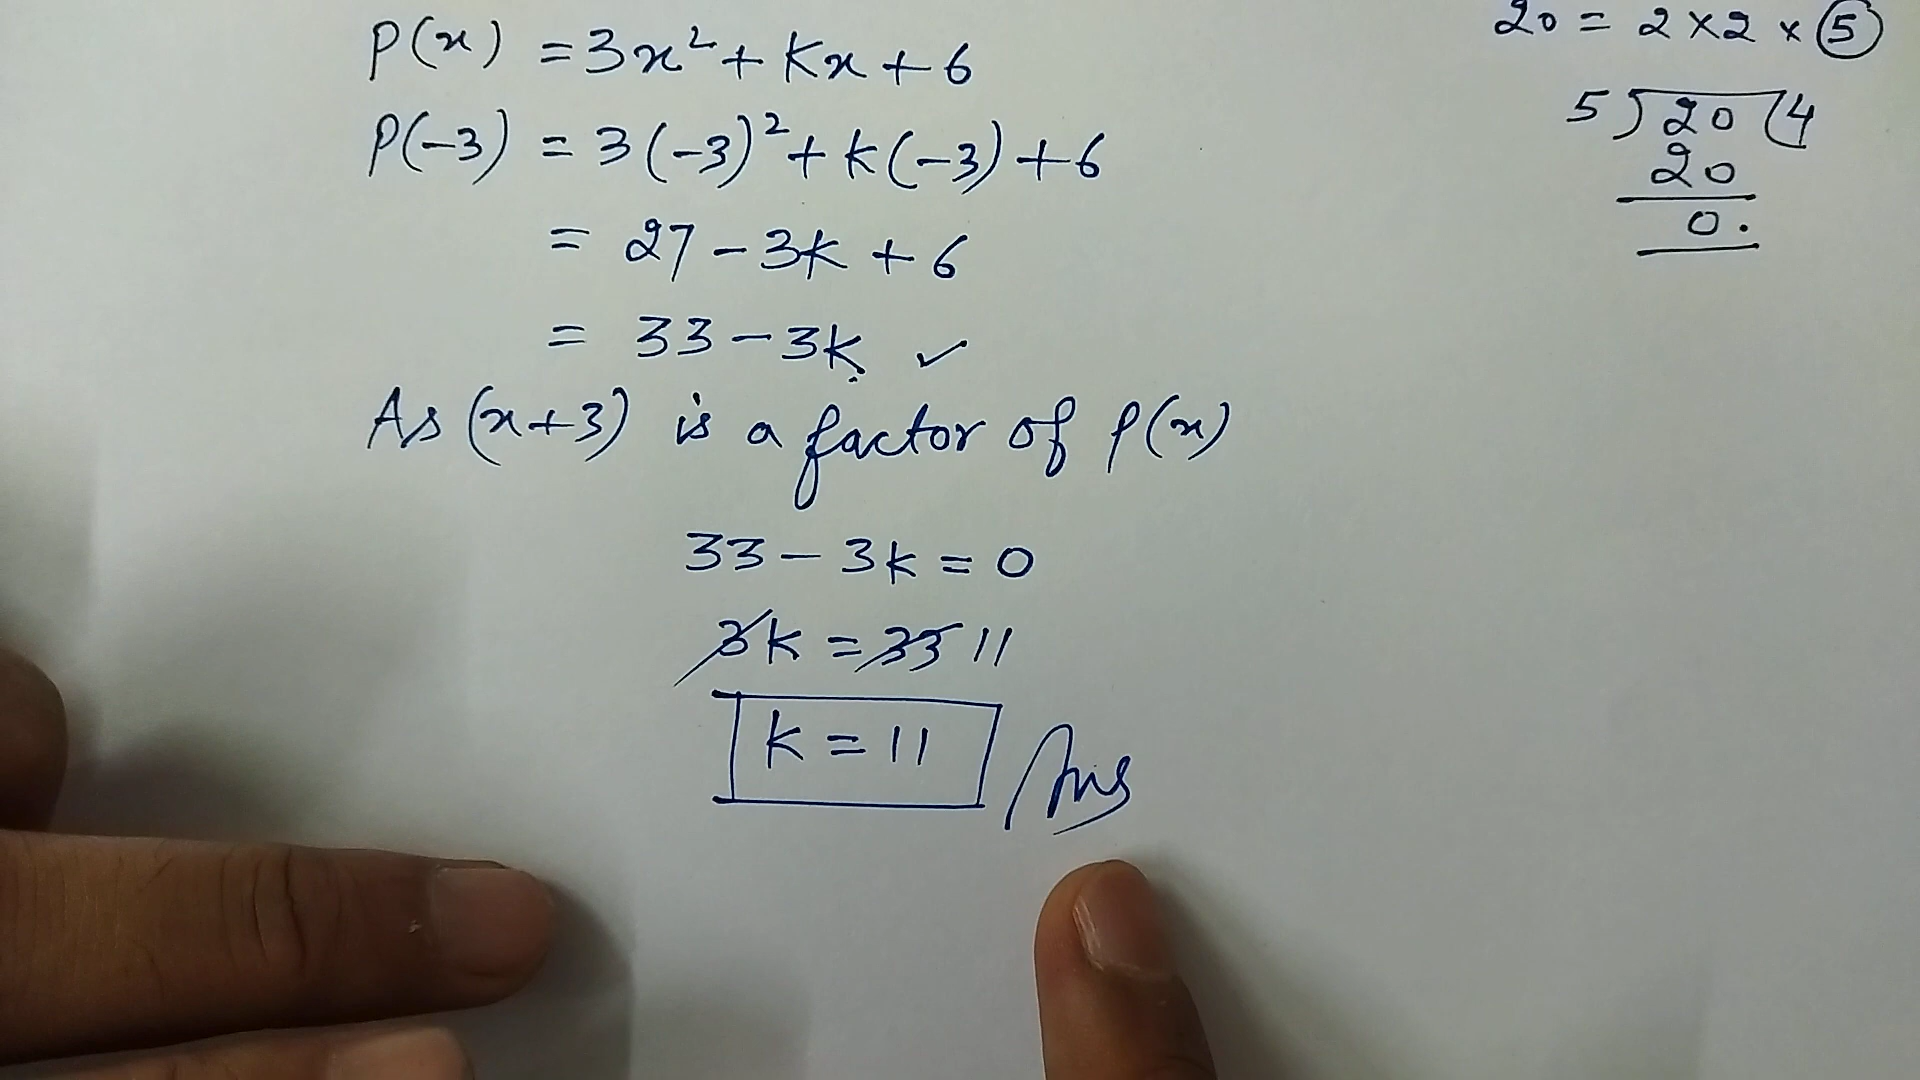 P(x) = 3x² + Kx + 6
P(-3) = 3(-3)² + K(-3) + 6
= 27 - 3K + 6
= 33 - 3K ✓
As (x+3) is a factor of P(x)
33 - 3K = 0
3K = 33 11
K = 11 Ans
20 = 2 × 2 × 5
5 ) 20 ( 4
20
0.